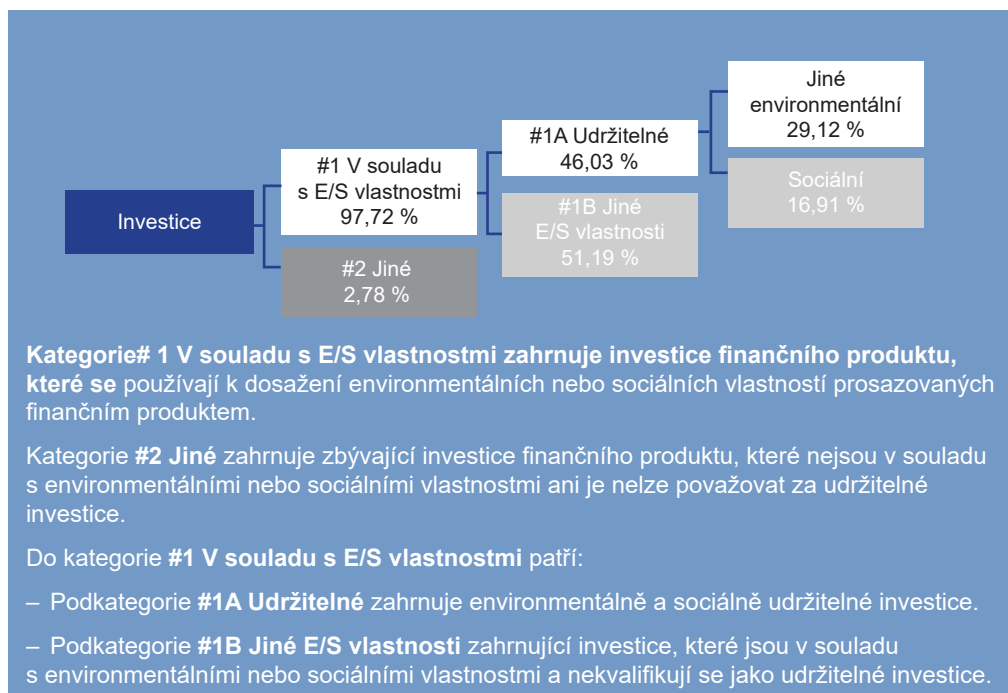 Investice
#1 V souladu
s E/S vlastnostmi
97,72 %
#2 Jiné
2,78 %
#1A Udržitelné
46,03 %
#1B Jiné
E/S vlastnosti
51,19 %
Jiné
environmentální
29,12 %
Sociální
16,91 %
Kategorie# 1 V souladu s E/S vlastnostmi zahrnuje investice finančního produktu,
které se používají k dosažení environmentálních nebo sociálních vlastností prosazovaných
finančním produktem.
Kategorie #2 Jiné zahrnuje zbývající investice finančního produktu, které nejsou v souladu
s environmentálními nebo sociálními vlastnostmi ani je nelze považovat za udržitelné
investice.
Do kategorie #1 V souladu s E/S vlastnostmi patří:
– Podkategorie #1A Udržitelné zahrnuje environmentálně a sociálně udržitelné investice.
– Podkategorie #1B Jiné E/S vlastnosti zahrnující investice, které jsou v souladu
s environmentálními nebo sociálními vlastnostmi a nekvalifikují se jako udržitelné investice.